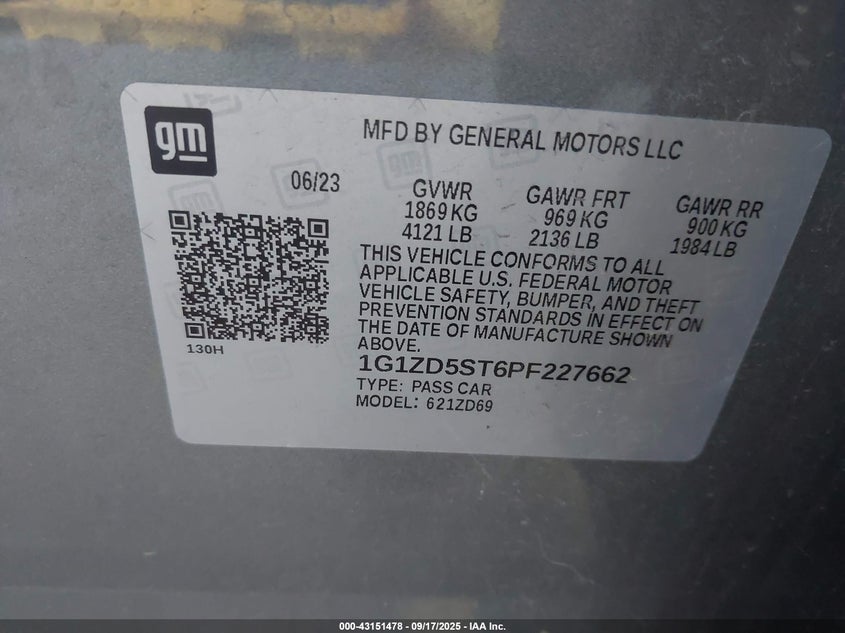 gm
MFD BY GENERAL MOTORS LLC
06/23
GVWR GAWR FRT GAWR RR
1869 KG 969 KG 900 KG
4121 LB 2136 LB 1984 LB
THIS VEHICLE CONFORMS TO ALL
APPLICABLE U.S. FEDERAL MOTOR
VEHICLE SAFETY, BUMPER, AND THEFT
PREVENTION STANDARDS IN EFFECT ON
THE DATE OF MANUFACTURE SHOWN
ABOVE.
130H
1G1ZD5ST6PF227662
TYPE: PASS CAR
MODEL: 621ZD69
000-43151478 - 09/17/2025 - IAA Inc.